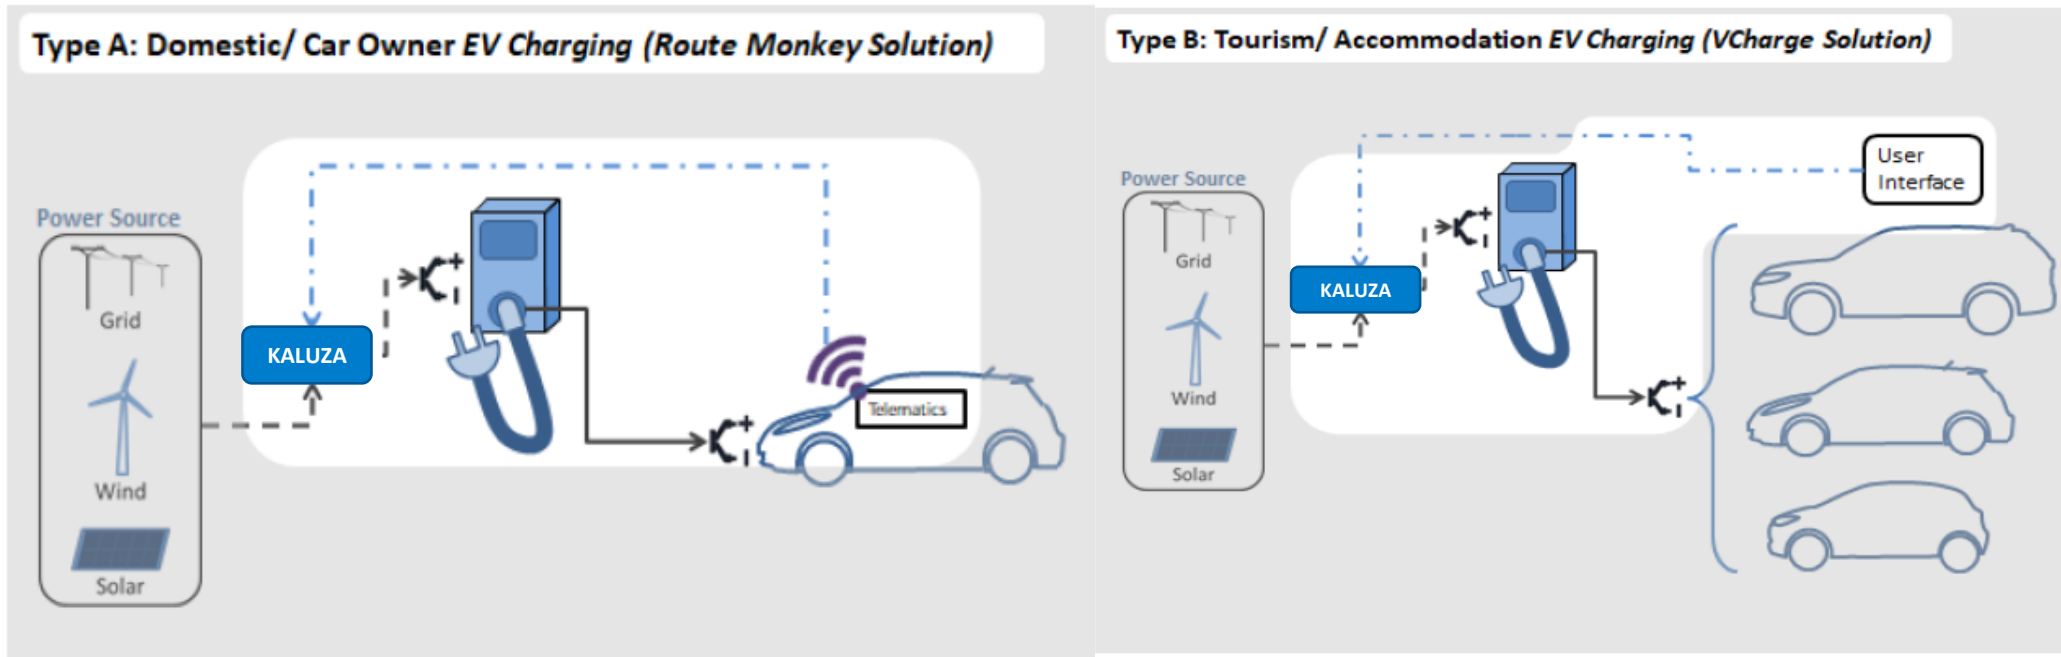 Type A: Domestic/ Car Owner EV Charging (Route Monkey Solution)
Power Source
Grid
Wind
Solar
KALUZA
+
-
+
-
Telematics
Type B: Tourism/ Accommodation EV Charging (VCharge Solution)
Power Source
Grid
Wind
Solar
KALUZA
+
-
User
Interface
+
-